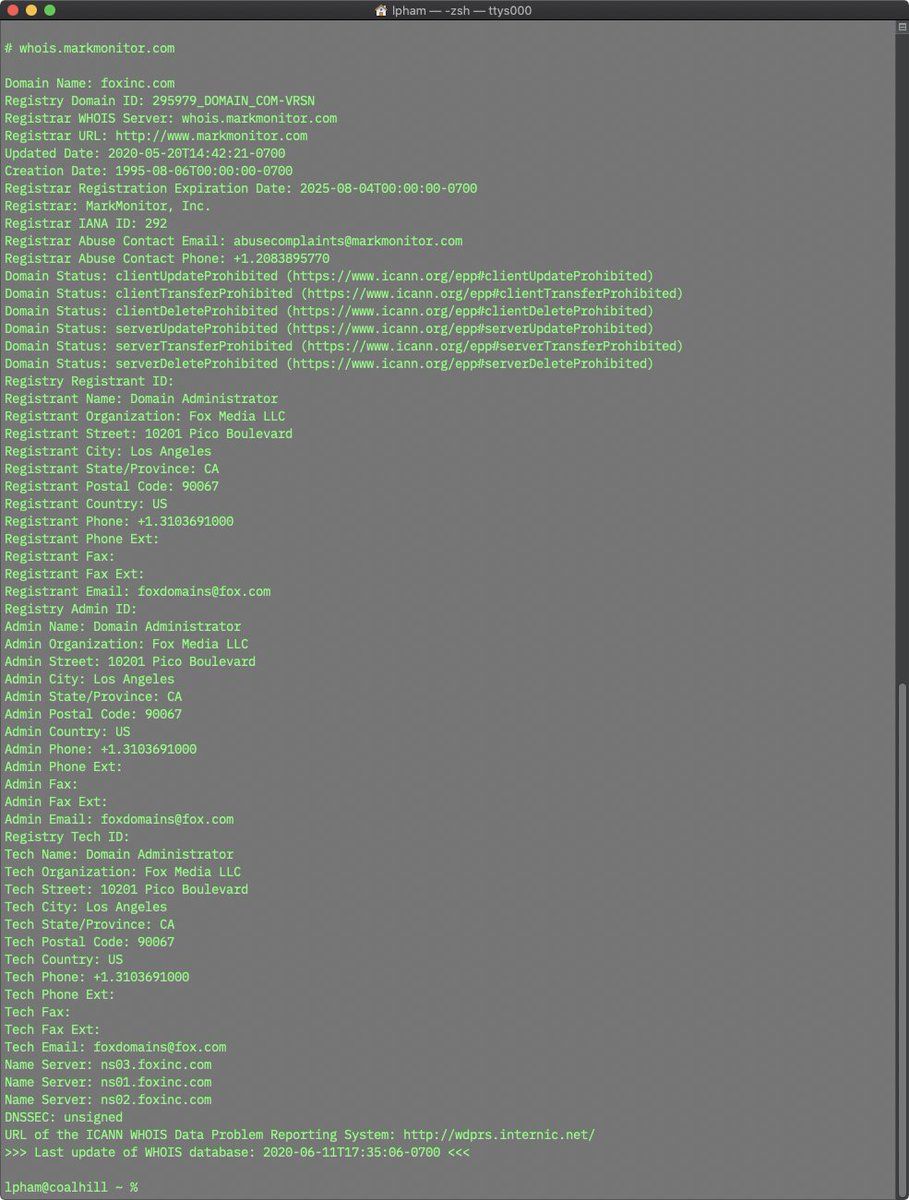 lpham — -zsh — ttys000
# whois.markmonitor.com
Domain Name: foxinc.com
Registry Domain ID: 295979_DOMAIN_COM-VRSN
Registrar WHOIS Server: whois.markmonitor.com
Registrar URL: http://www.markmonitor.com
Updated Date: 2020-05-20T14:42:21-0700
Creation Date: 1995-08-06T00:00:00-0700
Registrar Registration Expiration Date: 2025-08-04T00:00:00-0700
Registrar: MarkMonitor, Inc.
Registrar IANA ID: 292
Registrar Abuse Contact Email: abusecomplaints@markmonitor.com
Registrar Abuse Contact Phone: +1.2083895770
Domain Status: clientUpdateProhibited (https://www.icann.org/epp#clientUpdateProhibited)
Domain Status: clientTransferProhibited (https://www.icann.org/epp#clientTransferProhibited)
Domain Status: clientDeleteProhibited (https://www.icann.org/epp#clientDeleteProhibited)
Domain Status: serverUpdateProhibited (https://www.icann.org/epp#serverUpdateProhibited)
Domain Status: serverTransferProhibited (https://www.icann.org/epp#serverTransferProhibited)
Domain Status: serverDeleteProhibited (https://www.icann.org/epp#serverDeleteProhibited)
Registry Registrant ID:
Registrant Name: Domain Administrator
Registrant Organization: Fox Media LLC
Registrant Street: 10201 Pico Boulevard
Registrant City: Los Angeles
Registrant State/Province: CA
Registrant Postal Code: 90067
Registrant Country: US
Registrant Phone: +1.3103691000
Registrant Phone Ext:
Registrant Fax:
Registrant Fax Ext:
Registrant Email: foxdomains@fox.com
Registry Admin ID:
Admin Name: Domain Administrator
Admin Organization: Fox Media LLC
Admin Street: 10201 Pico Boulevard
Admin City: Los Angeles
Admin State/Province: CA
Admin Postal Code: 90067
Admin Country: US
Admin Phone: +1.3103691000
Admin Phone Ext:
Admin Fax:
Admin Fax Ext:
Admin Email: foxdomains@fox.com
Registry Tech ID:
Tech Name: Domain Administrator
Tech Organization: Fox Media LLC
Tech Street: 10201 Pico Boulevard
Tech City: Los Angeles
Tech State/Province: CA
Tech Postal Code: 90067
Tech Country: US
Tech Phone: +1.3103691000
Tech Phone Ext:
Tech Fax:
Tech Fax Ext:
Tech Email: foxdomains@fox.com
Name Server: ns03.foxinc.com
Name Server: ns01.foxinc.com
Name Server: ns02.foxinc.com
DNSSEC: unsigned
URL of the ICANN WHOIS Data Problem Reporting System: http://wdprs.internic.net/
>>> Last update of WHOIS database: 2020-06-11T17:35:06-0700 <<<
lpham@coalhill ~ %